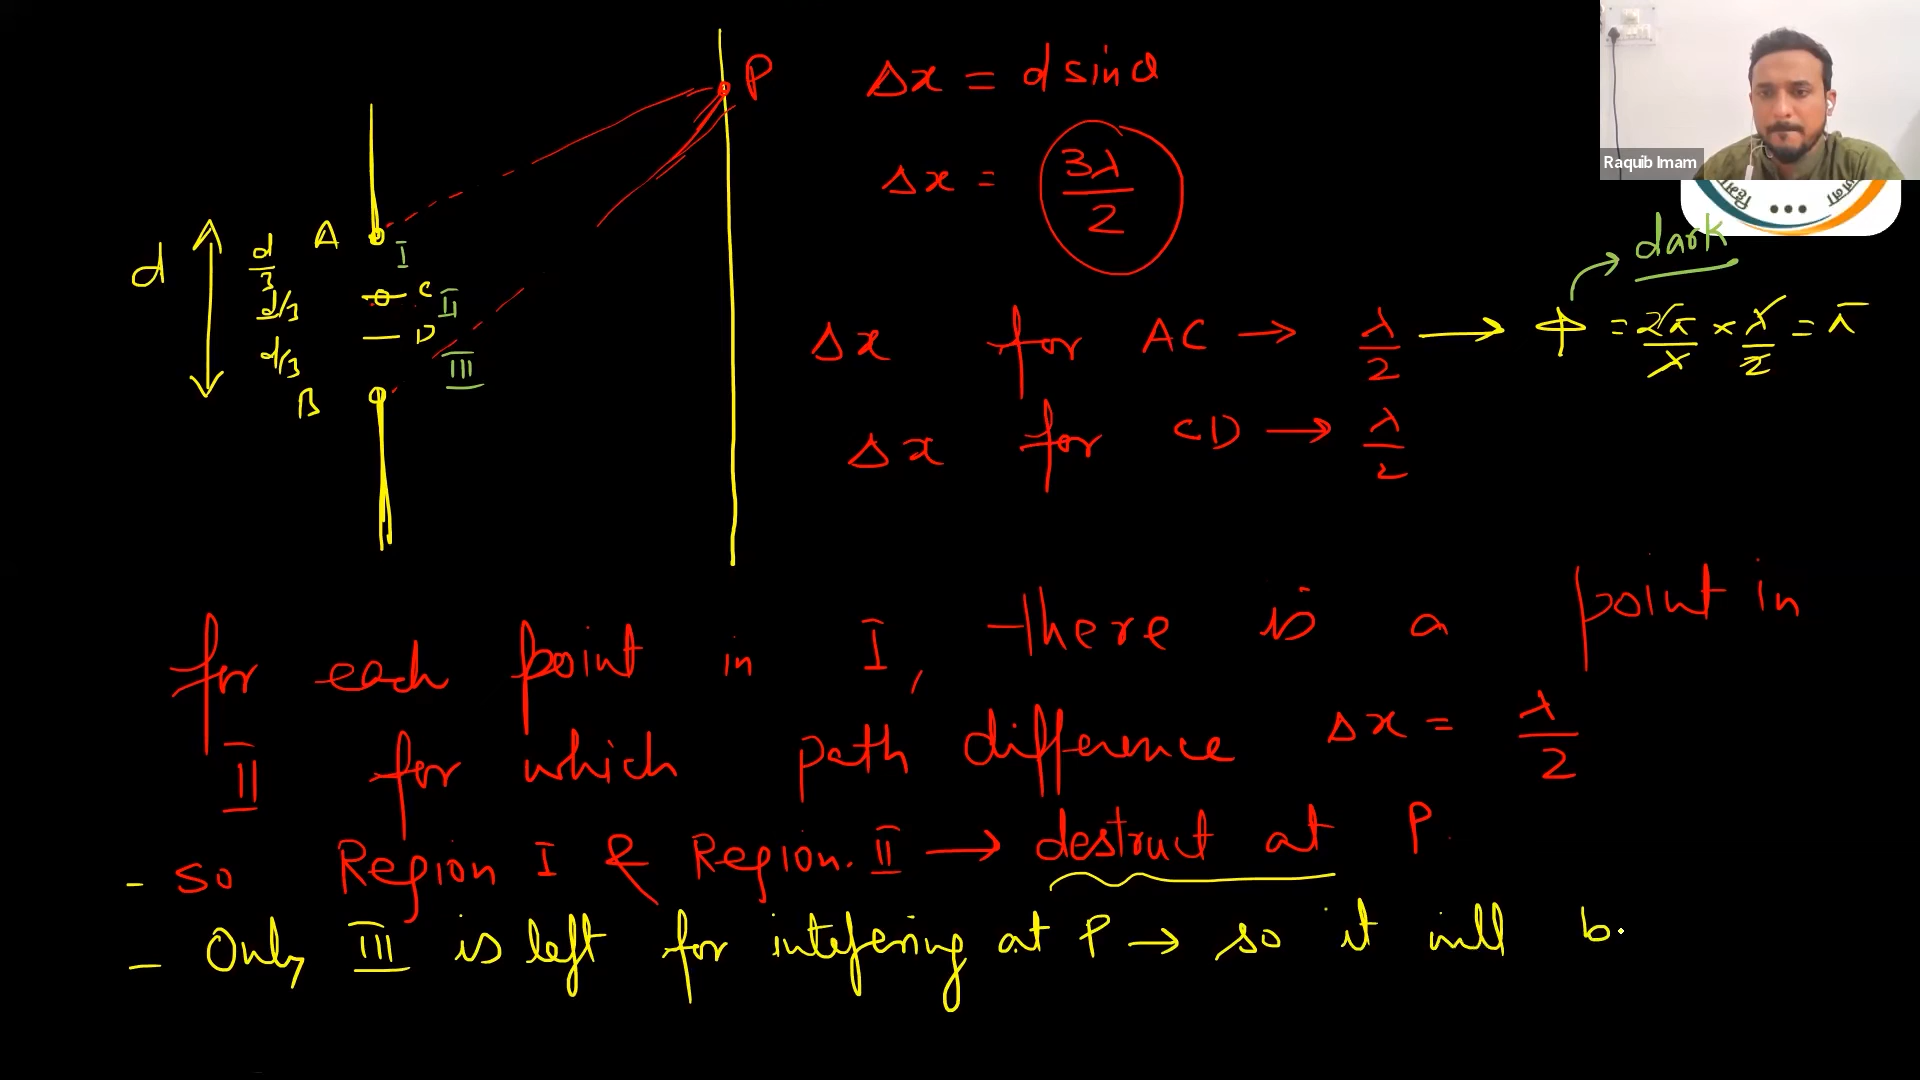 P
Δx = d sinθ
Raquib Imam
Δx = 3λ/2
dark
d
d/3
A
I
d/3
C
II
D
d/3
III
B
Δx for AC → λ/2 → Φ = 2π/λ × λ/2 = π
Δx for CD → λ/2
for each point in I, there is a point in
II for which path difference Δx = λ/2
- so Region I & Region. II → destruct at P.
- Only III is left for intefering at P → so it will b.